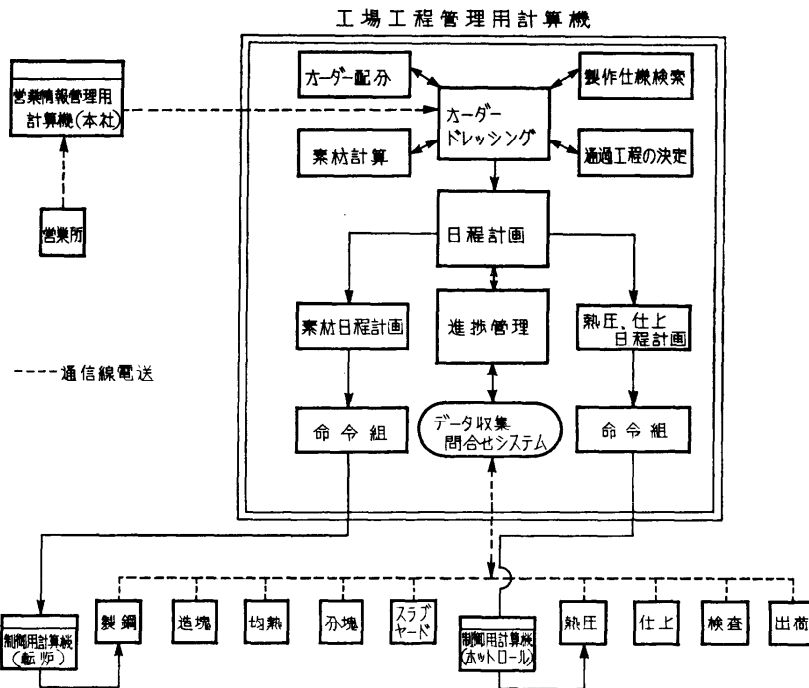 工場工程管理用計算機
営業情報管理用
計算機(本社)
営業所
オーダー配分
製作仕様検索
オーダー
ドレッシング
素材計算
通過工程の決定
日程計画
素材日程計画
進捗管理
熱圧、仕上
日程計画
----通信線電送
命令組
データ収集
問合せシステム
命令組
制御用計算機
(転炉)
製鋼
造塊
均熱
分塊
スラブ
ヤード
制御用計算機
(ホットロール)
熱圧
仕上
検査
出荷